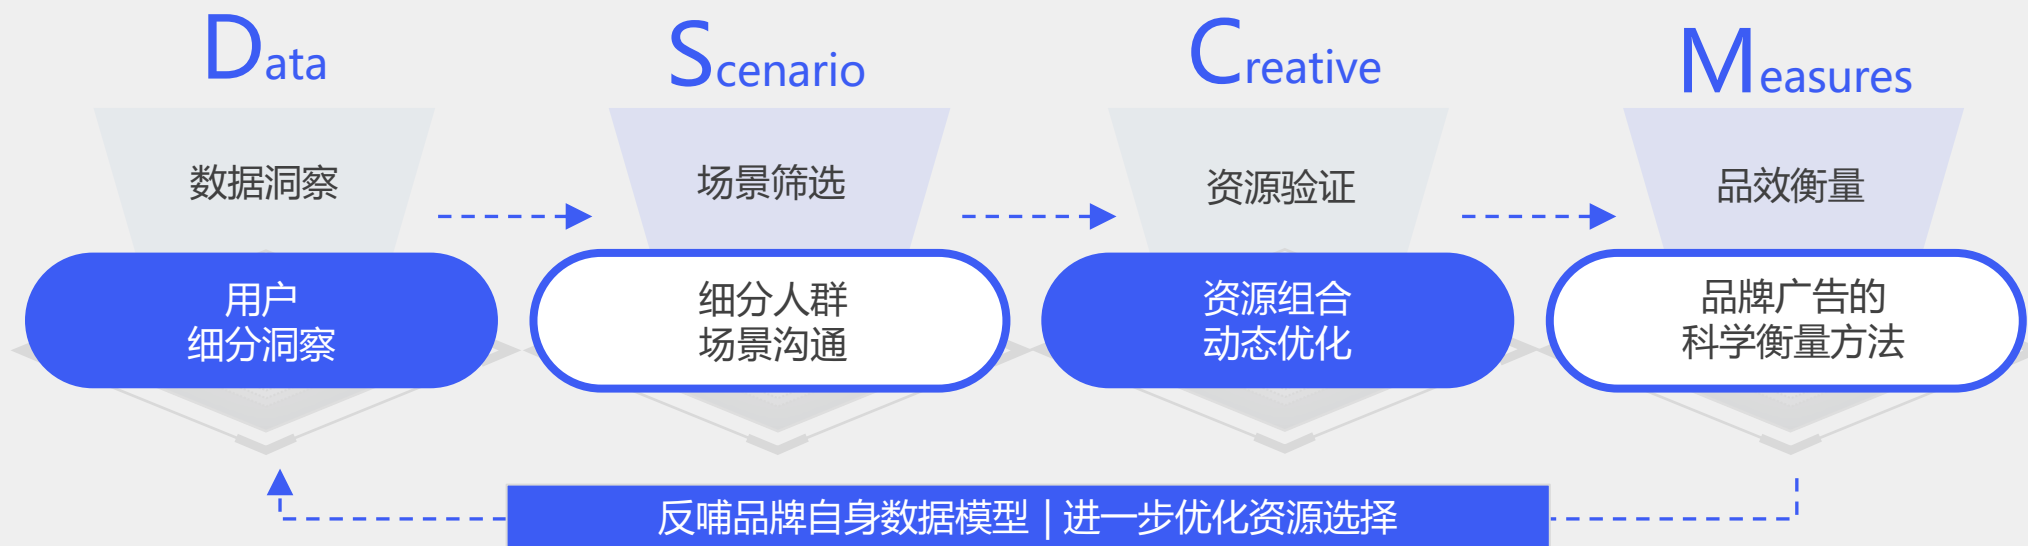 Data
Scenario
Creative
Measures
数据洞察
场景筛选
资源验证
品效衡量
用户
细分洞察
细分人群
场景沟通
资源组合
动态优化
品牌广告的
科学衡量方法
反哺品牌自身数据模型 | 进一步优化资源选择